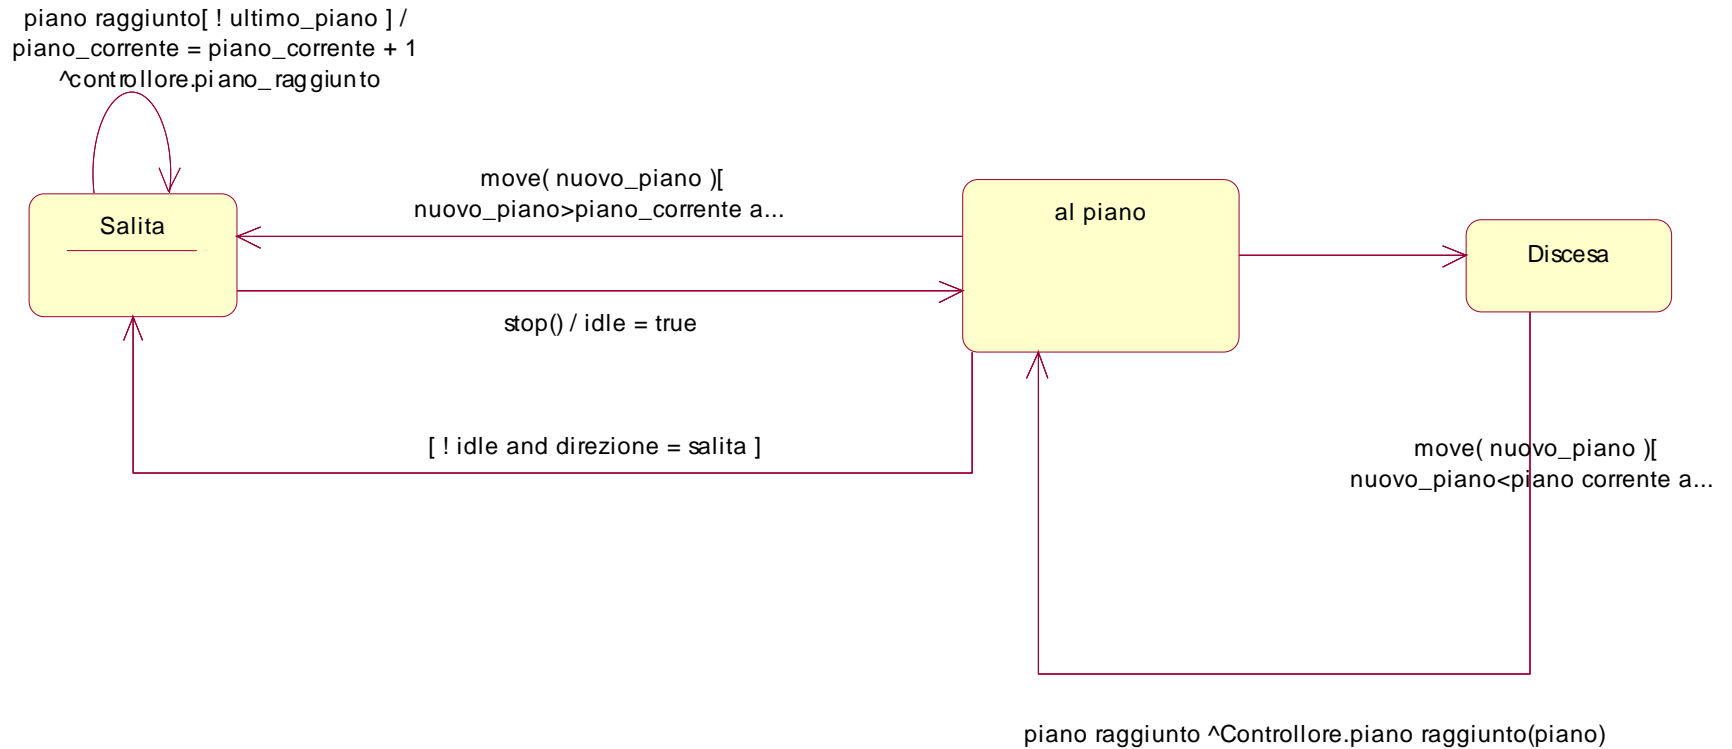 piano raggiunto[ ! ultimo_piano ] /
piano_corrente = piano_corrente + 1
^controllore.piano_raggiunto
Salita
move( nuovo_piano )[
nuovo_piano>piano_corrente a...
al piano
Discesa
stop() / idle = true
[ ! idle and direzione = salita ]
move( nuovo_piano )[
nuovo_piano<piano corrente a...
piano raggiunto ^Controllore.piano raggiunto(piano)